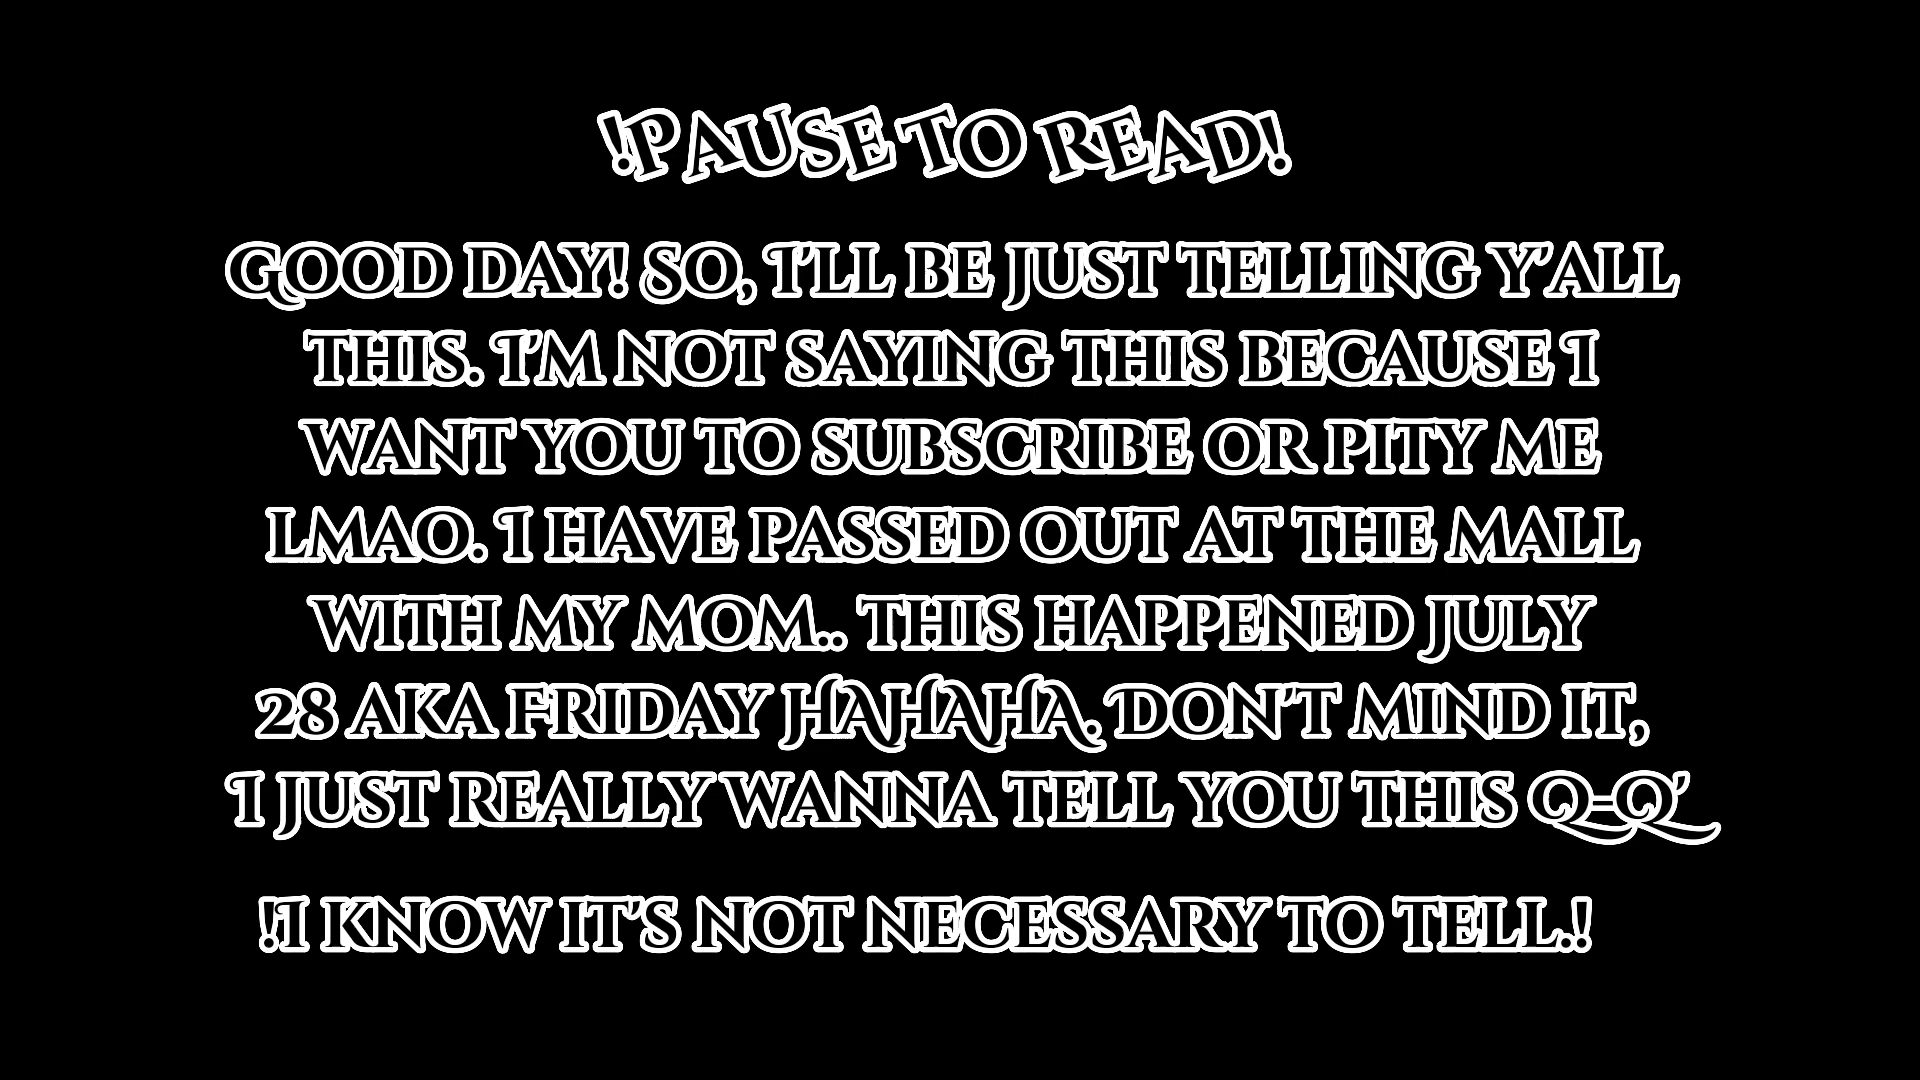 !PAUSE TO READ!
GOOD DAY! SO, I'LL BE JUST TELLING Y'ALL
THIS. I'M NOT SAYING THIS BECAUSE I
WANT YOU TO SUBSCRIBE OR PITY ME
LMAO. I HAVE PASSED OUT AT THE MALL
WITH MY MOM.. THIS HAPPENED JULY
28 AKA FRIDAY HAHAHA. DON'T MIND IT,
I JUST REALLY WANNA TELL YOU THIS Q-Q'
!I KNOW IT'S NOT NECESSARY TO TELL.!